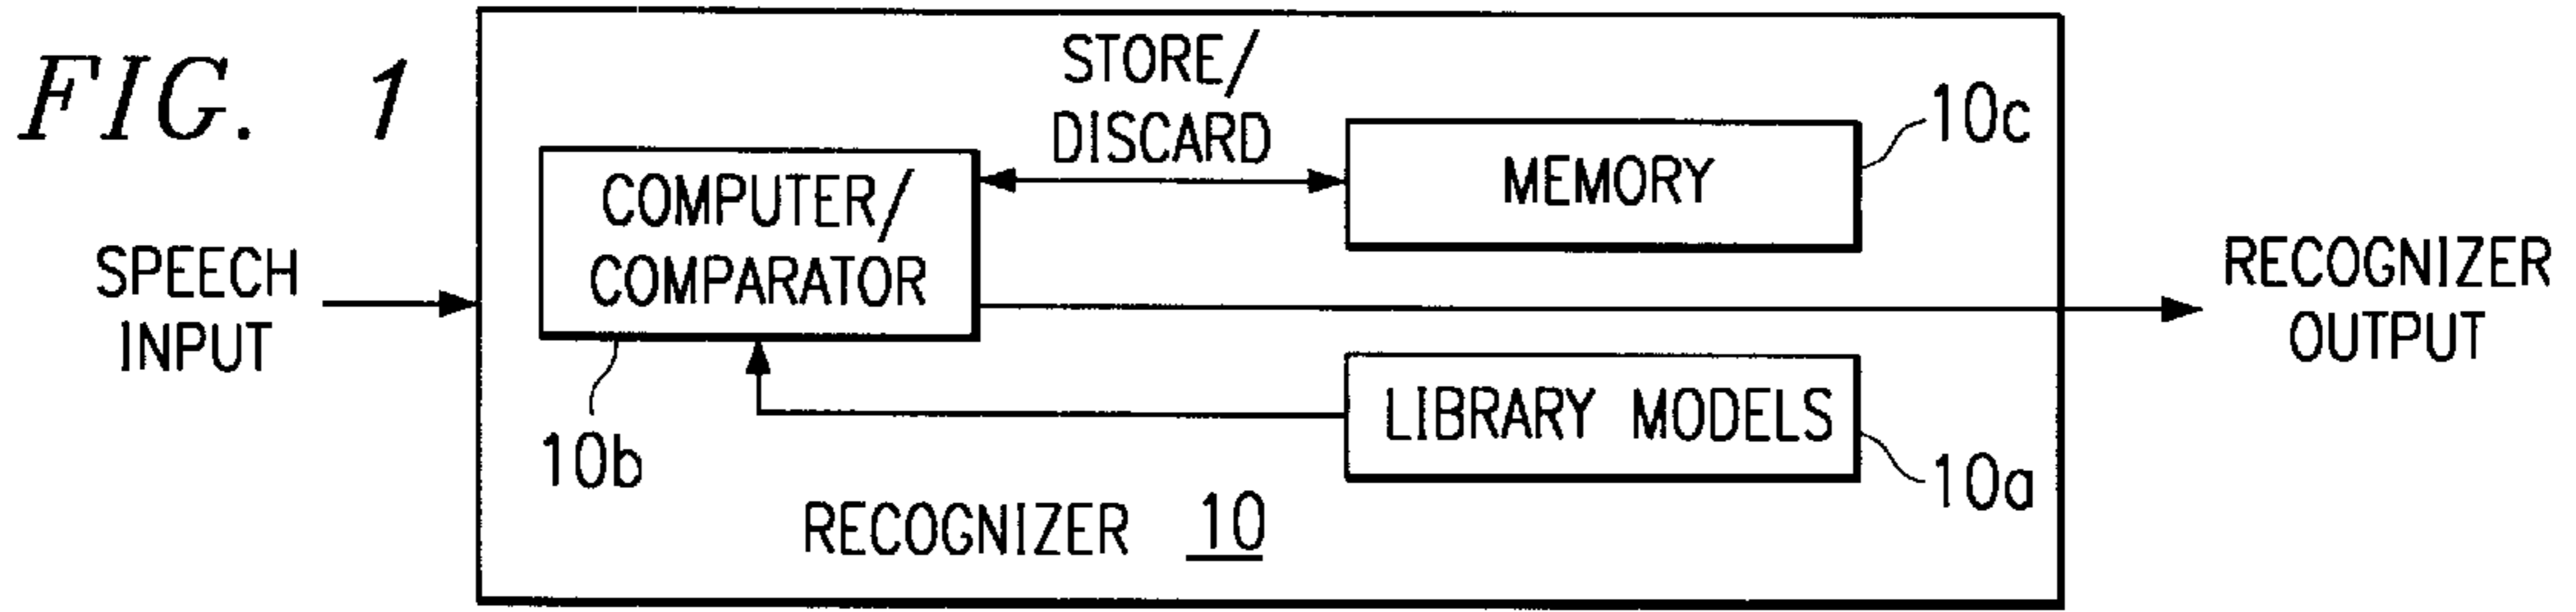 FIG. 1
STORE/
DISCARD
10c
COMPUTER/
COMPARATOR
MEMORY
SPEECH
INPUT
RECOGNIZER
OUTPUT
LIBRARY MODELS
10b
10a
RECOGNIZER 10